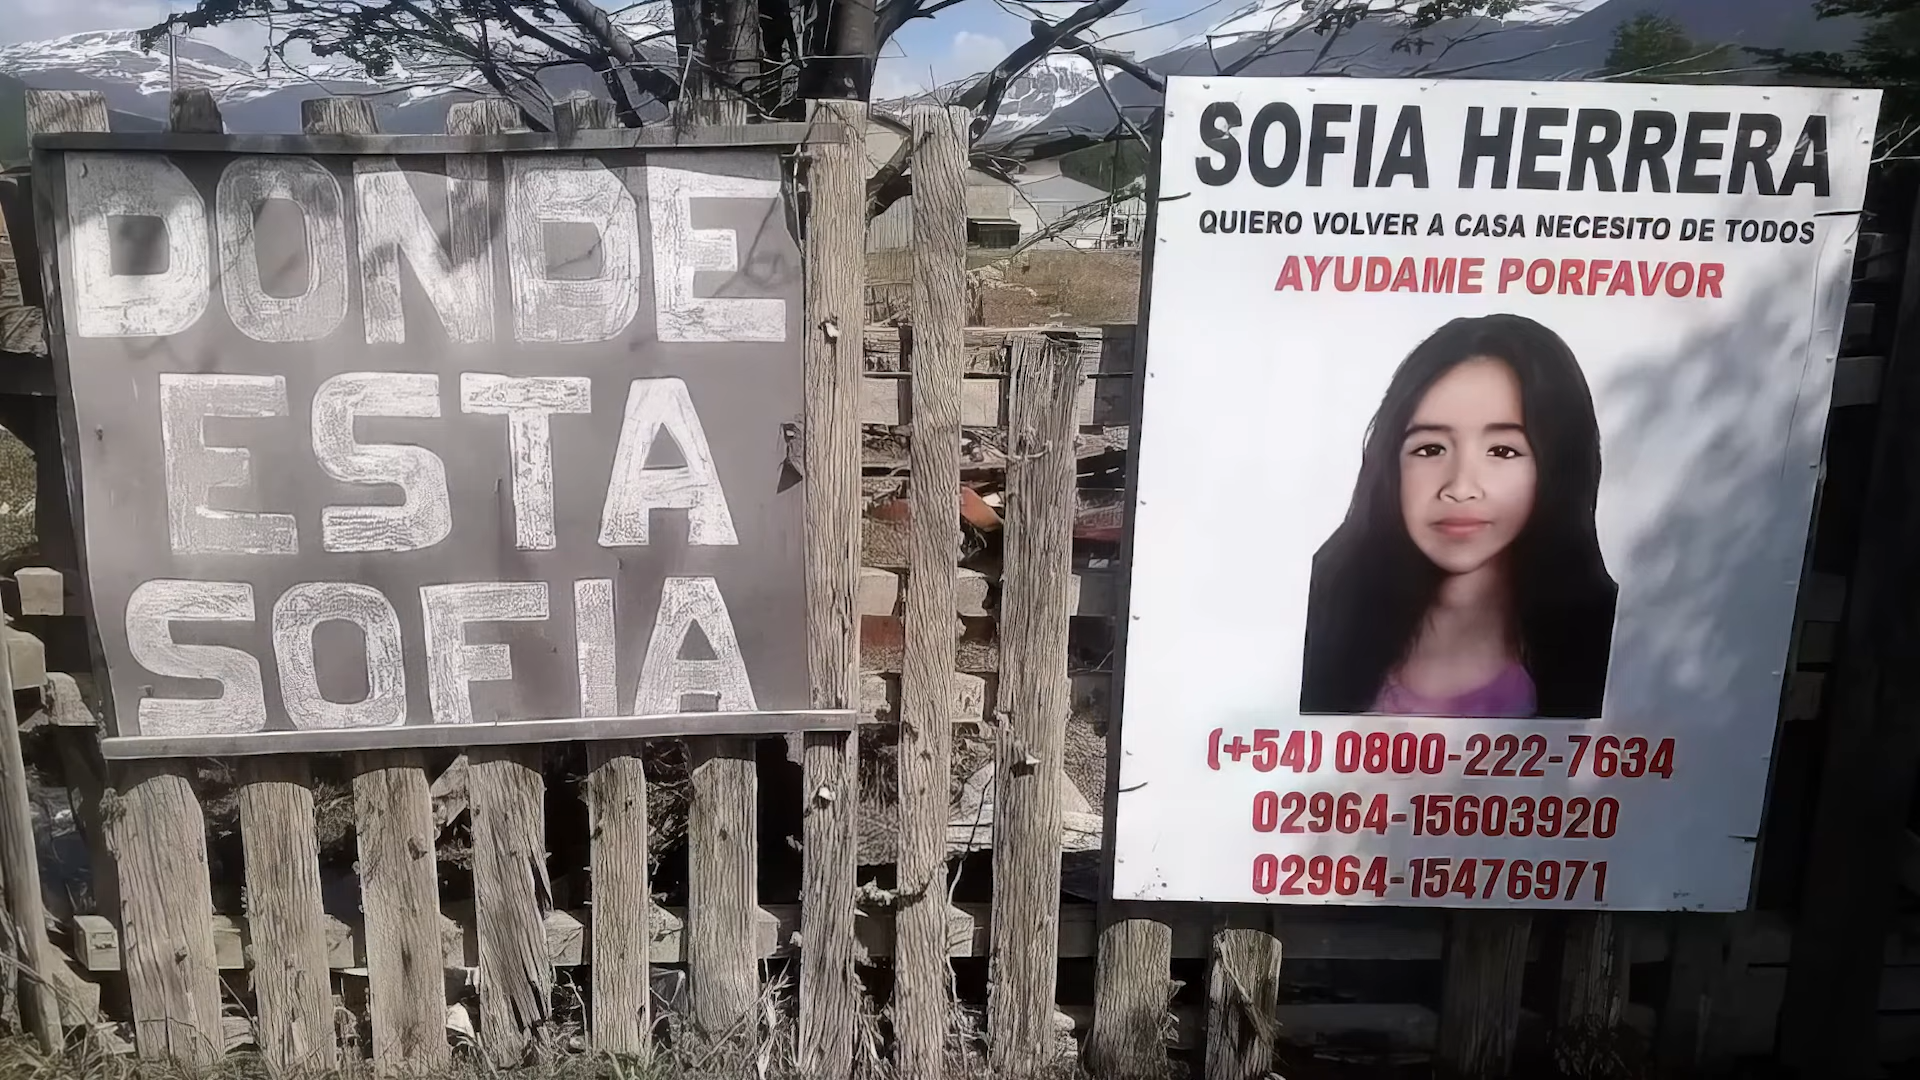 DONDE
ESTA
SOFIA
SOFIA HERRERA
QUIERO VOLVER A CASA NECESITO DE TODOS
AYUDAME PORFAVOR
(+54) 0800-222-7634
02964-15603920
02964-15476971